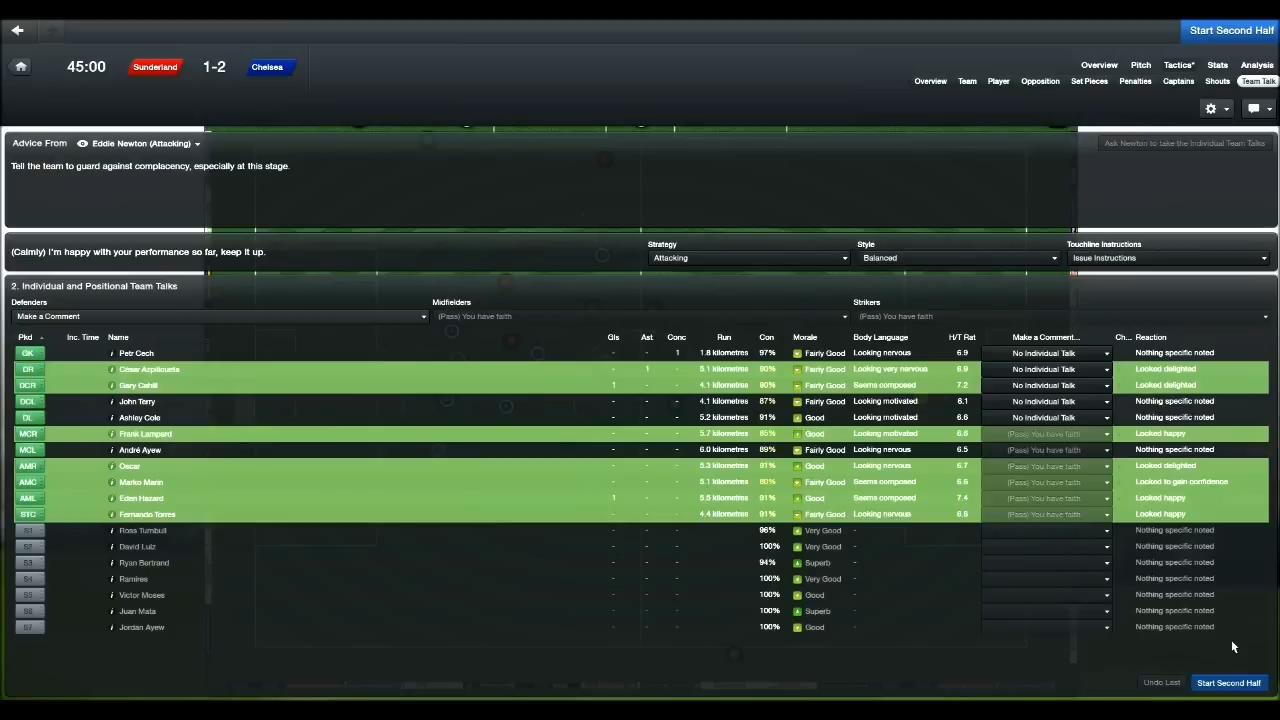 Start Second Half
45:00 Sunderland 1-2 Chelsea
Overview Pitch Tactics* Stats Analysis
Overview Team Player Opposition Set Pieces Penalties Captains Shouts Team Talk
Advice From Eddie Newton (Attacking) Ask Newton to take the Individual Team Talks
Tell the team to guard against complacency, especially at this stage.
Strategy Style Touchline Instructions
(Calmly) I'm happy with your performance so far, keep it up.
Attacking Balanced Issue Instructions
2. Individual and Positional Team Talks
Defenders Midfielders Strikers
Make a Comment (Pass) You have faith (Pass) You have faith
Pkd Inc. Time Name Gls Ast Conc Run Con Morale Body Language H/T Rat Make a Comment... Ch... Reaction
GK i Petr Cech - - 1 1.8 kilometres 97% Fairly Good Looking nervous 6.9 No Individual Talk Nothing specific noted
DR i César Azpilicueta - 1 - 5.1 kilometres 90% Fairly Good Looking very nervous 6.9 No Individual Talk Looked delighted
DCR i Gary Cahill 1 - - 4.1 kilometres 90% Fairly Good Seems composed 7.2 No Individual Talk Looked delighted
DCL i John Terry - - - 4.1 kilometres 87% Fairly Good Looking motivated 6.1 No Individual Talk Nothing specific noted
DL i Ashley Cole - - - 5.2 kilometres 91% Good Looking motivated 6.6 No Individual Talk Nothing specific noted
MCR i Frank Lampard - - - 5.7 kilometres 85% Good Looking motivated 6.6 (Pass) You have faith Looked happy
MCL i André Ayew - - - 6.0 kilometres 89% Fairly Good Looking nervous 6.5 (Pass) You have faith Nothing specific noted
AMR i Oscar - - - 5.3 kilometres 91% Good Looking nervous 6.7 (Pass) You have faith Looked delighted
AMC i Marko Marin - - - 5.1 kilometres 80% Fairly Good Seems composed 6.6 (Pass) You have faith Looked to gain confidence
AML i Eden Hazard 1 - - 5.5 kilometres 91% Good Seems composed 7.4 (Pass) You have faith Looked happy
STC i Fernando Torres - - - 4.4 kilometres 91% Fairly Good Looking nervous 6.6 (Pass) You have faith Looked happy
S1 i Ross Turnbull - - - 96% Very Good - Nothing specific noted
S2 i David Luiz - - - 100% Very Good - Nothing specific noted
S3 i Ryan Bertrand - - - 94% Superb - Nothing specific noted
S4 i Ramires - - - 100% Very Good - Nothing specific noted
S5 i Victor Moses - - - 100% Good - Nothing specific noted
S6 i Juan Mata - - - 100% Superb - Nothing specific noted
S7 i Jordan Ayew - - - 100% Good - Nothing specific noted
Undo Last Start Second Half